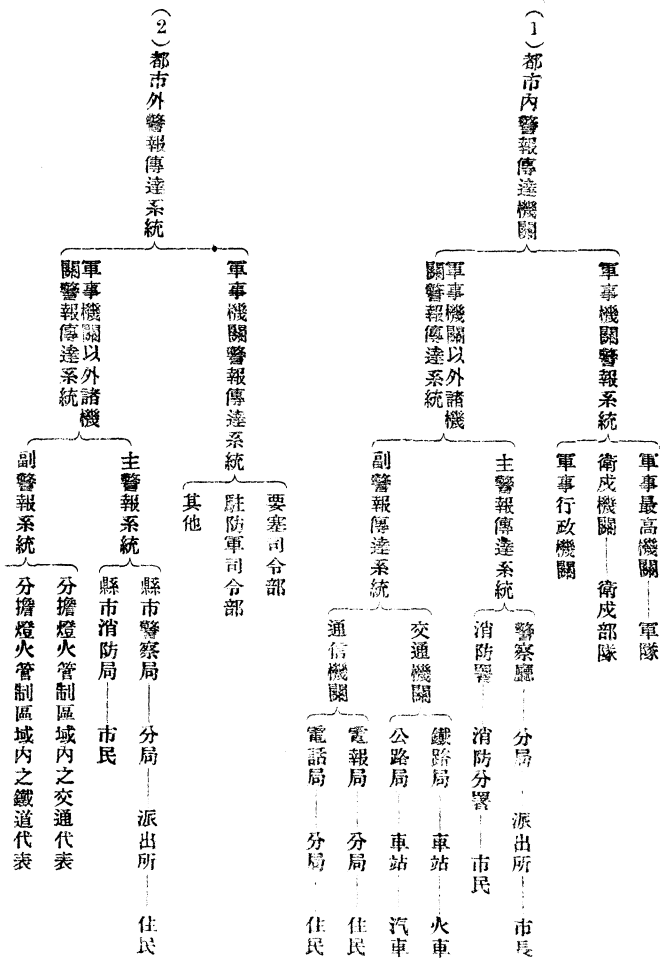 （1）都市內警報傳達機關
軍事機關警報系統
軍事最高機關——軍隊
衛戍機關——衛戍部隊
軍事行政機關
軍事機關以外諸機
關警報傳達系統
主警報傳達系統
警察廳——分局——派出所——市民
消防署——消防分署——市民
副警報傳達系統
交通機關
鐵路局——車站——火車
公路局——車站——汽車
通信機關
電報局——分局——住民
電話局——分局——住民
（2）都市外警報傳達系統
軍事機關警報傳達系統
要塞司令部
駐防軍司令部
其他
軍事機關以外諸機
關警報傳達系統
主警報系統
縣市警察局——分局——派出所——住民
縣市消防局——市民
副警報系統
分擔燈火管制區域內之交通代表
分擔燈火管制區域內之鐵道代表